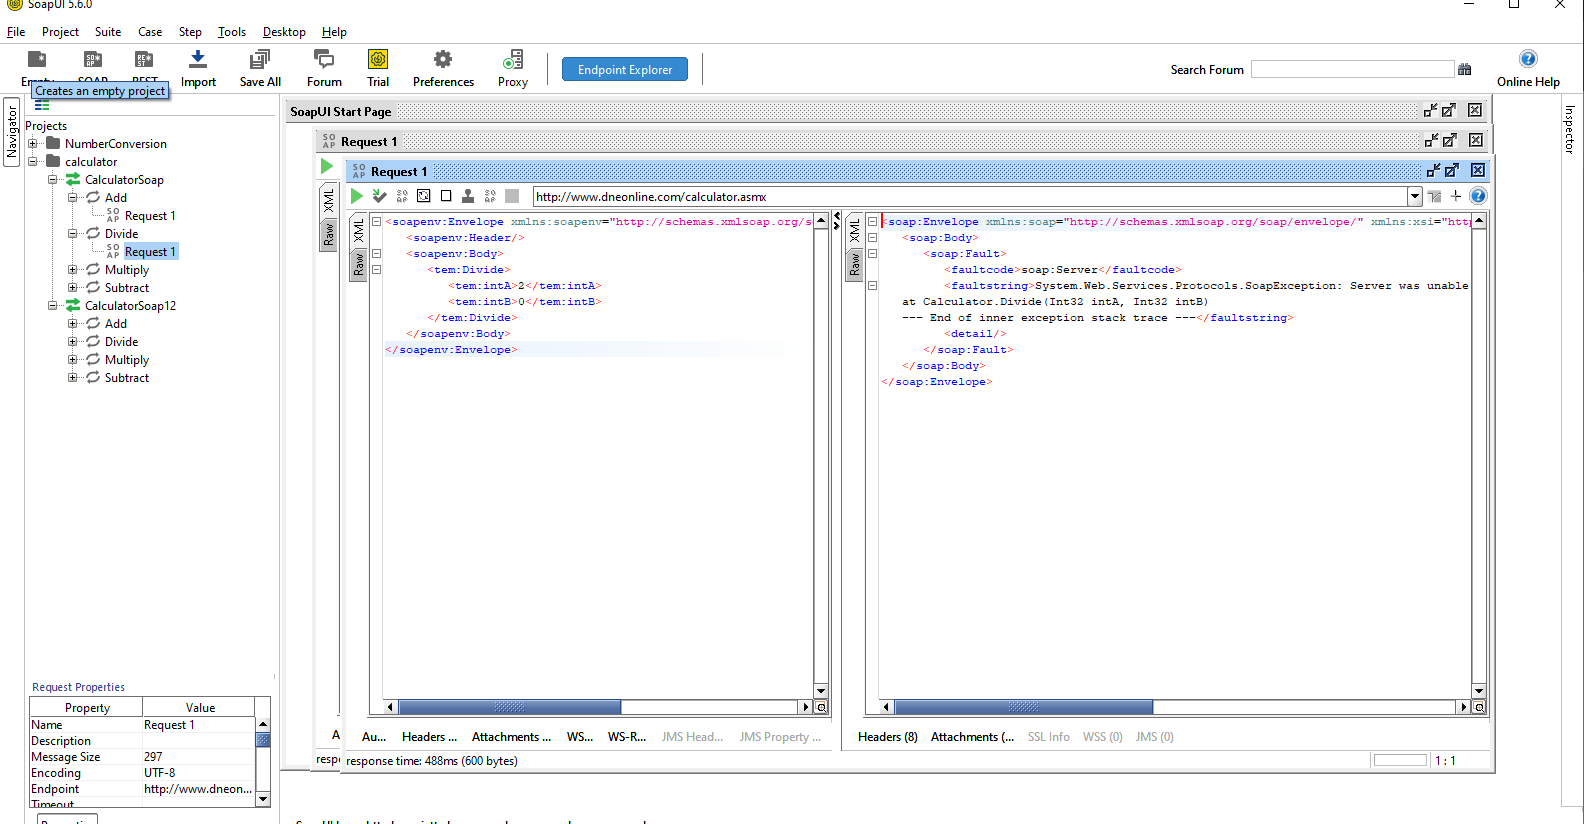 SoapUI 5.6.0
File Project Suite Case Step Tools Desktop Help
Empty SOAP REST Import Save All Forum Trial Preferences Proxy Endpoint Explorer Search Forum Online Help
Creates an empty project
Navigator
Inspector
Projects
NumberConversion
calculator
CalculatorSoap
Add
Request 1
Divide
Request 1
Multiply
Subtract
CalculatorSoap12
Add
Divide
Multiply
Subtract
SoapUI Start Page
Request 1
Request 1
http://www.dneonline.com/calculator.asmx
XML
Raw
XML
Raw
<soapenv:Envelope xmlns:soapenv="http://schemas.xmlsoap.org/s
<soapenv:Header/>
<soapenv:Body>
<tem:Divide>
<tem:intA>2</tem:intA>
<tem:intB>0</tem:intB>
</tem:Divide>
</soapenv:Body>
</soapenv:Envelope>
XML
Raw
<soap:Envelope xmlns:soap="http://schemas.xmlsoap.org/soap/envelope/" xmlns:xsi="http
<soap:Body>
<soap:Fault>
<faultcode>soap:Server</faultcode>
<faultstring>System.Web.Services.Protocols.SoapException: Server was unable
at Calculator.Divide(Int32 intA, Int32 intB)
--- End of inner exception stack trace ---</faultstring>
<detail/>
</soap:Fault>
</soap:Body>
</soap:Envelope>
A
Au... Headers ... Attachments ... WS... WS-R... JMS Head... JMS Property ...
Headers (8) Attachments (... SSL Info WSS (0) JMS (0)
respo
response time: 488ms (600 bytes)
1 : 1
Request Properties
Property Value
Name Request 1
Description
Message Size 297
Encoding UTF-8
Endpoint http://www.dneon...
Timeout